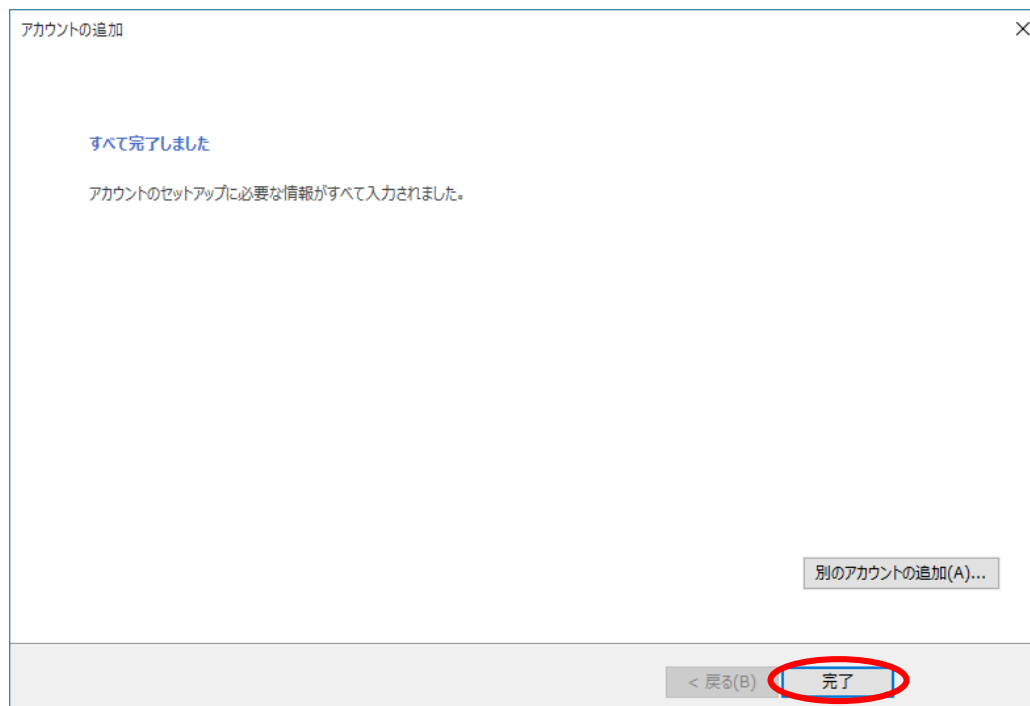 アカウントの追加
すべて完了しました
アカウントのセットアップに必要な情報がすべて入力されました。
別のアカウントの追加(A)...
< 戻る(B)
完了